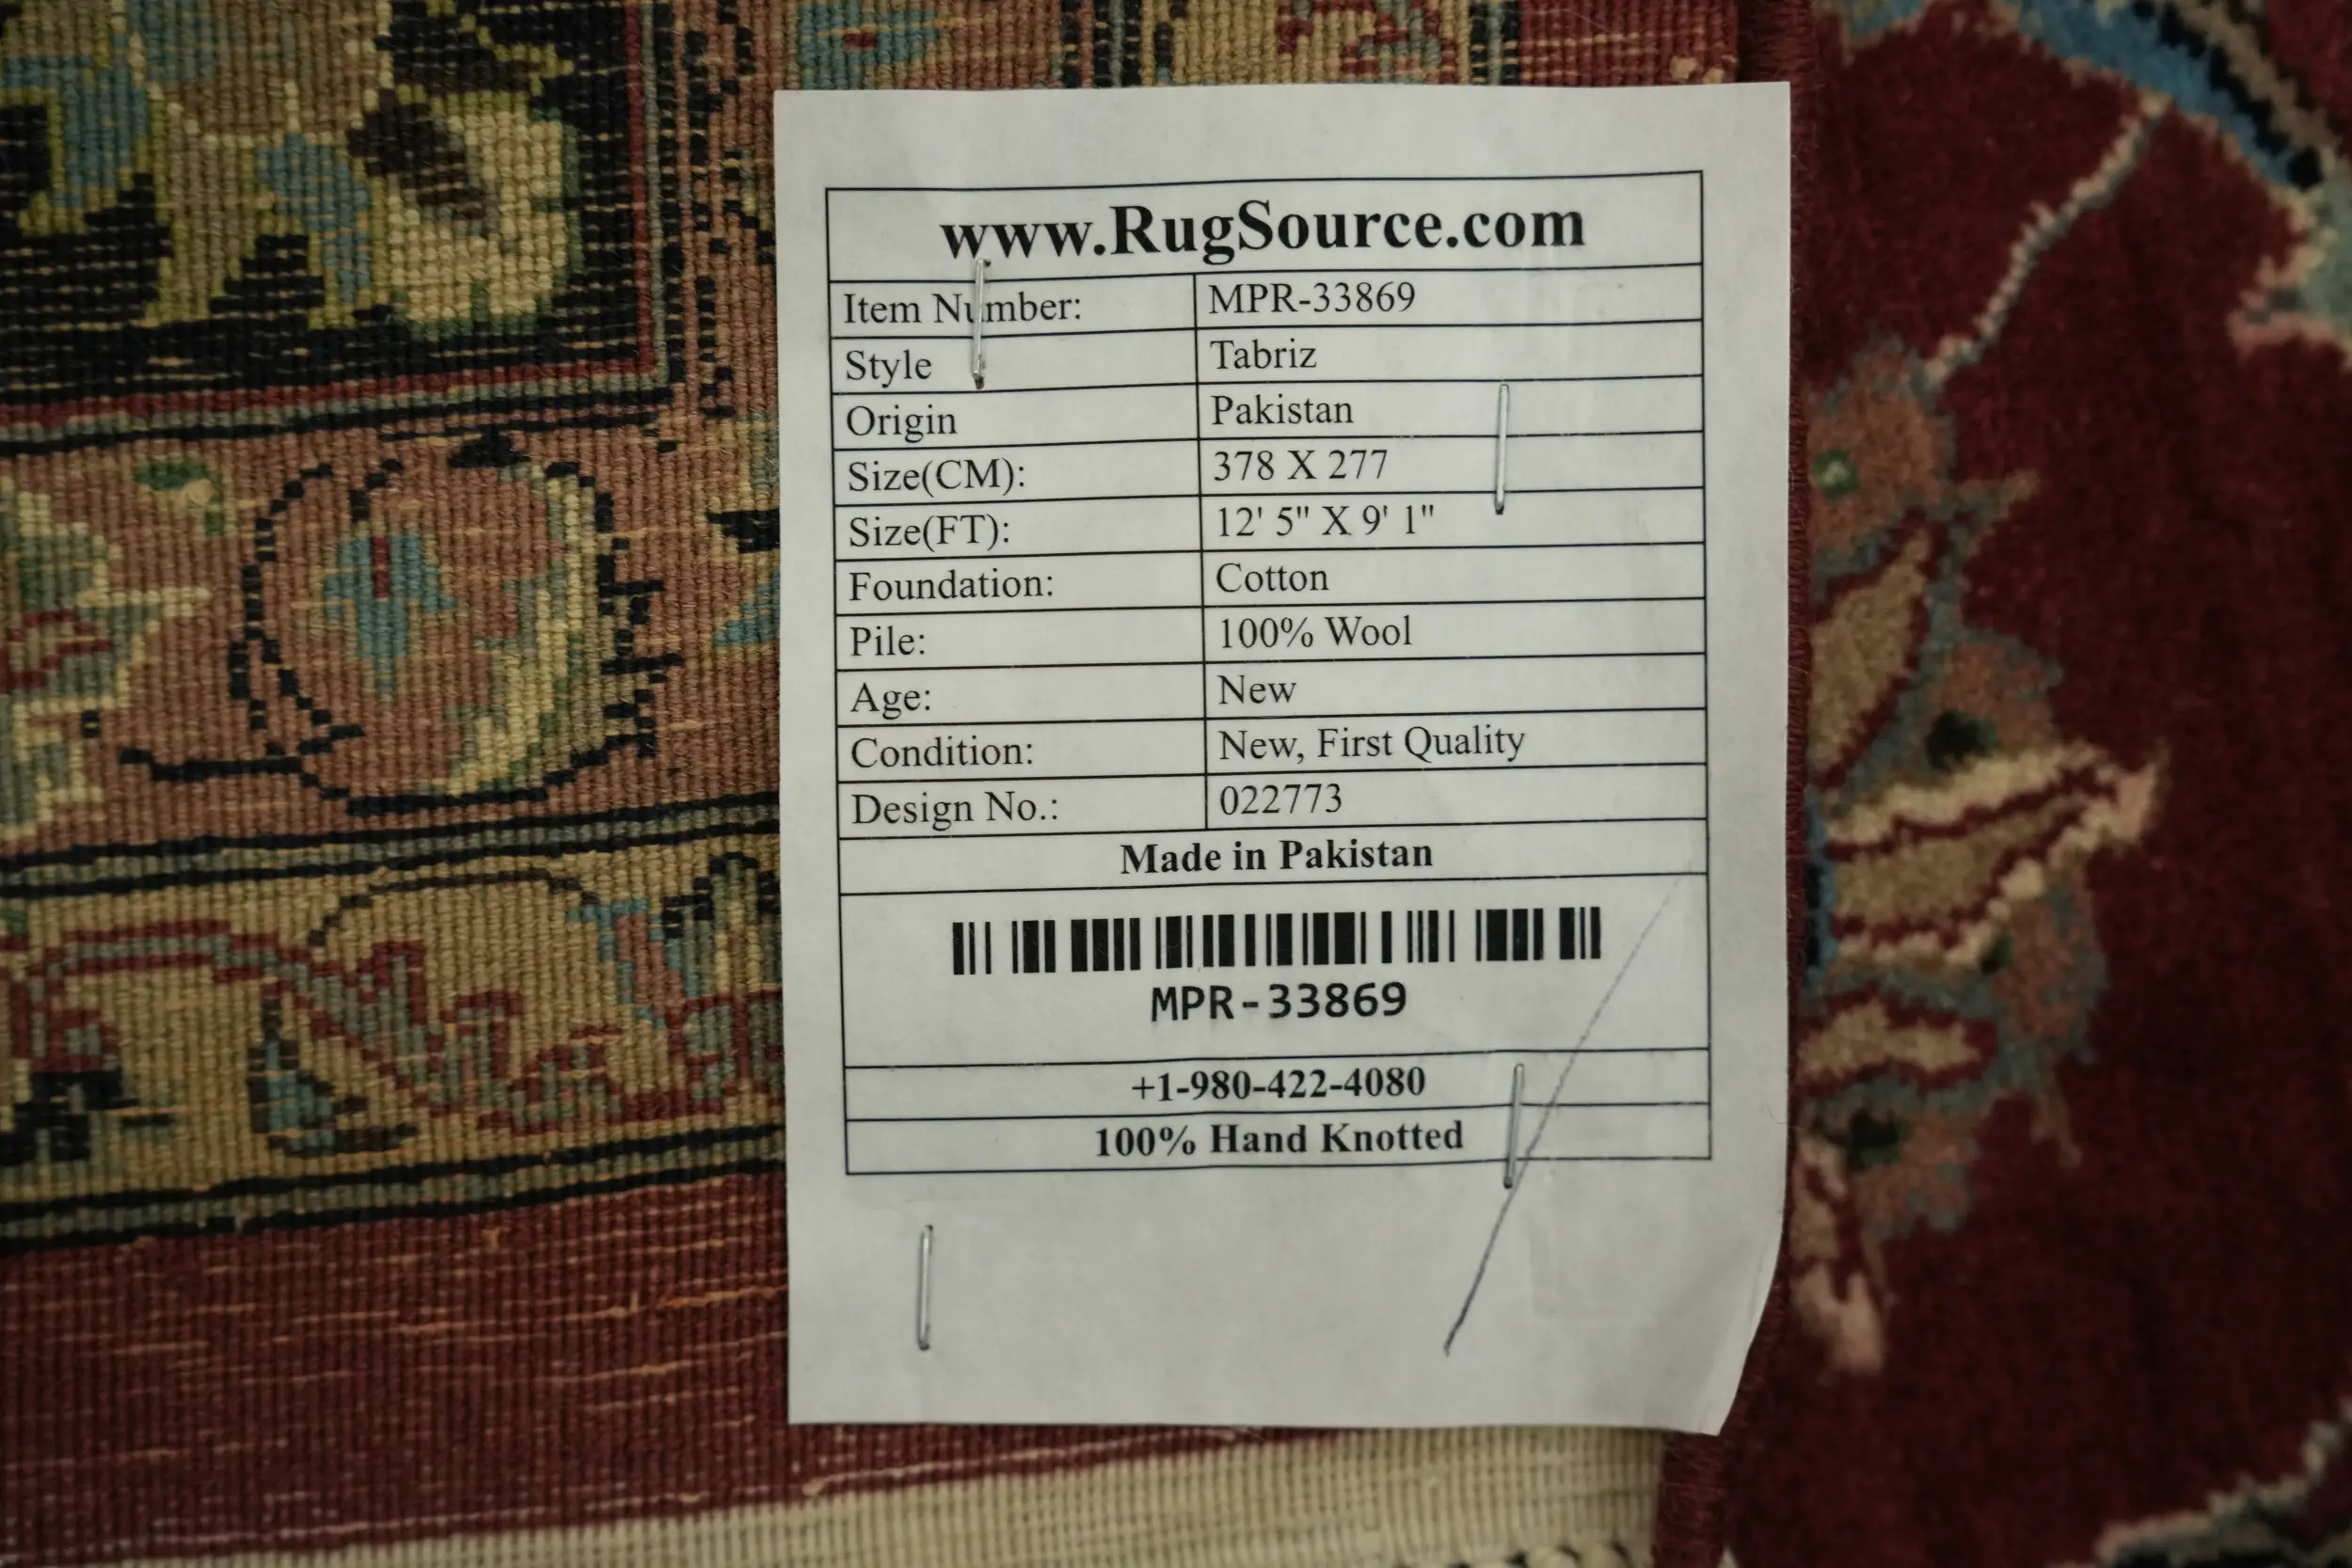 www.RugSource.com
Item Number: MPR-33869
Style Tabriz
Origin Pakistan
Size(CM): 378 X 277
Size(FT): 12' 5" X 9' 1"
Foundation: Cotton
Pile: 100% Wool
Age: New
Condition: New, First Quality
Design No.: 022773
Made in Pakistan
MPR-33869
+1-980-422-4080
100% Hand Knotted